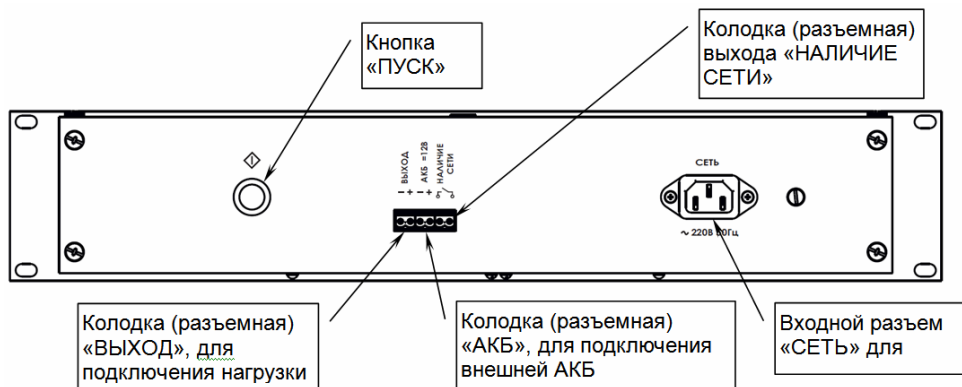 Кнопка
«ПУСК»
Колодка (разъемная)
выхода «НАЛИЧИЕ
СЕТИ»
ВЫХОД
− +
АКБ =12В
− +
НАЛИЧИЕ
СЕТИ
СЕТЬ
~ 220В 50Гц
Колодка (разъемная)
«ВЫХОД», для
подключения нагрузки
Колодка (разъемная)
«АКБ», для подключения
внешней АКБ
Входной разъем
«СЕТЬ» для